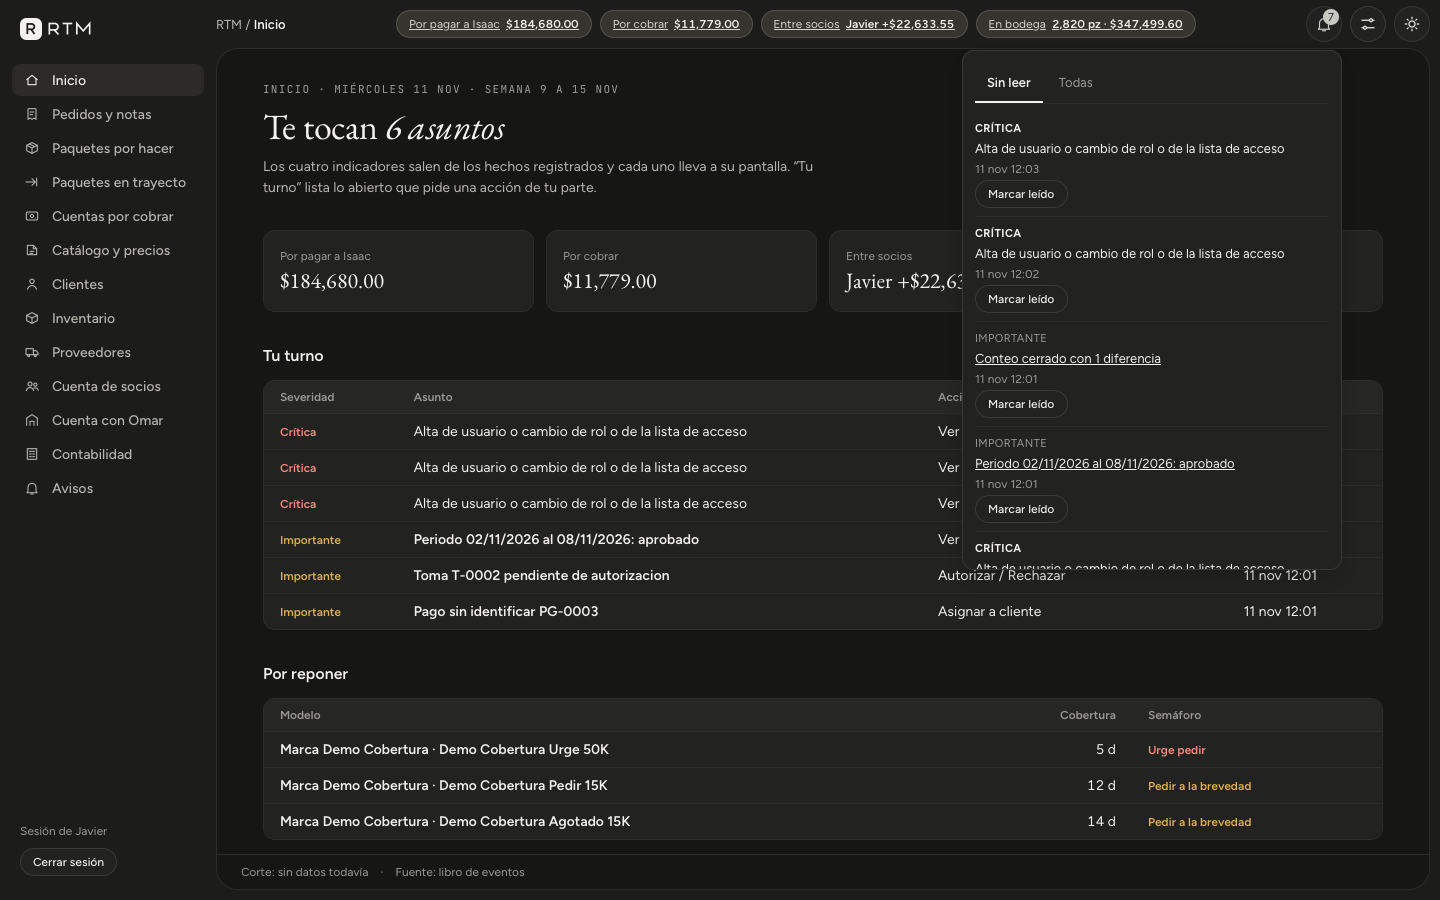 R RTM
RTM / Inicio
Por pagar a Isaac $184,680.00
Por cobrar $11,779.00
Entre socios Javier +$22,633.55
En bodega 2,820 pz · $347,499.60
7
Inicio
Pedidos y notas
Paquetes por hacer
Paquetes en trayecto
Cuentas por cobrar
Catálogo y precios
Clientes
Inventario
Proveedores
Cuenta de socios
Cuenta con Omar
Contabilidad
Avisos
Sesión de Javier
Cerrar sesión
INICIO · MIÉRCOLES 11 NOV · SEMANA 9 A 15 NOV
Te tocan 6 asuntos
Los cuatro indicadores salen de los hechos registrados y cada uno lleva a su pantalla. “Tu
turno” lista lo abierto que pide una acción de tu parte.
Por pagar a Isaac
$184,680.00
Por cobrar
$11,779.00
Entre socios
Javier +$22,63
Tu turno
Severidad Asunto Acci
Crítica Alta de usuario o cambio de rol o de la lista de acceso Ver
Crítica Alta de usuario o cambio de rol o de la lista de acceso Ver
Crítica Alta de usuario o cambio de rol o de la lista de acceso Ver
Importante Periodo 02/11/2026 al 08/11/2026: aprobado Ver
Importante Toma T-0002 pendiente de autorizacion Autorizar / Rechazar 11 nov 12:01
Importante Pago sin identificar PG-0003 Asignar a cliente 11 nov 12:01
Sin leer Todas
CRÍTICA
Alta de usuario o cambio de rol o de la lista de acceso
11 nov 12:03
Marcar leído
CRÍTICA
Alta de usuario o cambio de rol o de la lista de acceso
11 nov 12:02
Marcar leído
IMPORTANTE
Conteo cerrado con 1 diferencia
11 nov 12:01
Marcar leído
IMPORTANTE
Periodo 02/11/2026 al 08/11/2026: aprobado
11 nov 12:01
Marcar leído
CRÍTICA
Alta de usuario o cambio de rol o de la lista de acceso
Por reponer
Modelo Cobertura Semáforo
Marca Demo Cobertura · Demo Cobertura Urge 50K 5 d Urge pedir
Marca Demo Cobertura · Demo Cobertura Pedir 15K 12 d Pedir a la brevedad
Marca Demo Cobertura · Demo Cobertura Agotado 15K 14 d Pedir a la brevedad
Corte: sin datos todavía · Fuente: libro de eventos